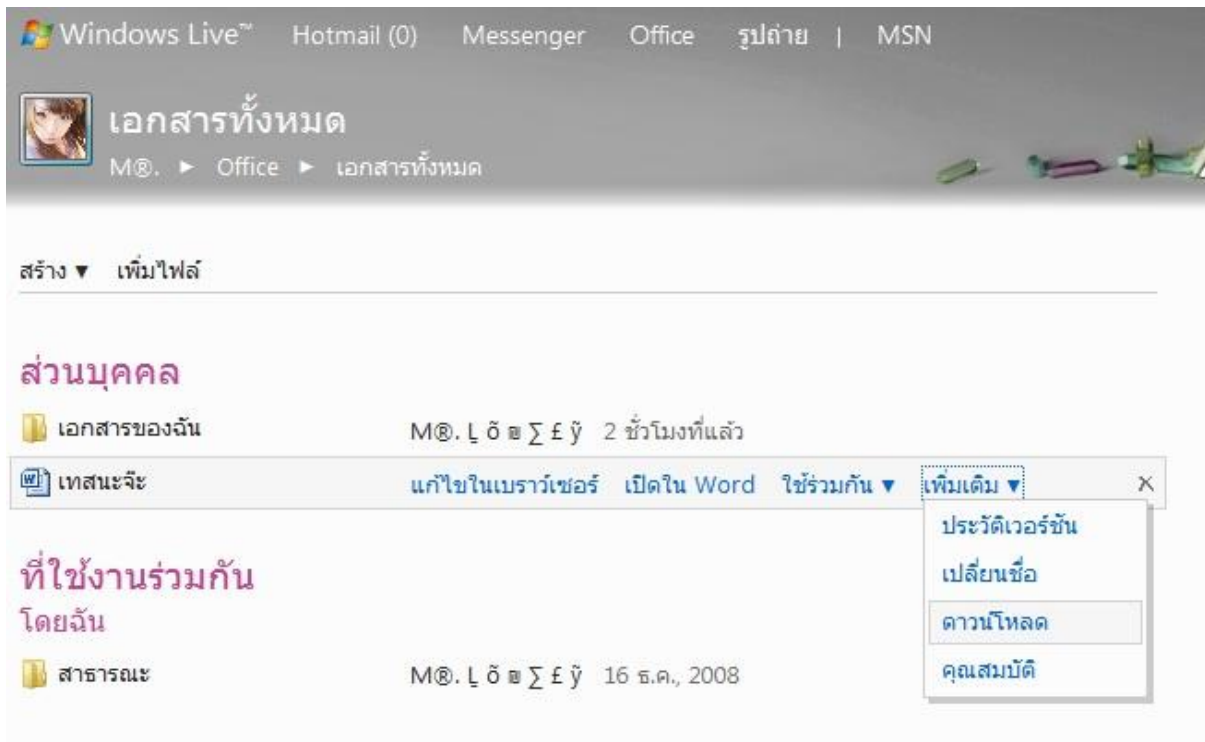 Windows Live™ Hotmail (0) Messenger Office รูปถ่าย | MSN
เอกสารทั้งหมด
M®. ► Office ► เอกสารทั้งหมด
สร้าง ▼ เพิ่มไฟล์
ส่วนบุคคล
เอกสารของฉัน M®. Ļ õ ₪ ∑ £ ŷ 2 ชั่วโมงที่แล้ว
เทสนะจ๊ะ แก้ไขในเบราว์เซอร์ เปิดใน Word ใช้ร่วมกัน ▼ เพิ่มเติม ▼ X
ประวัติเวอร์ชัน
เปลี่ยนชื่อ
ดาวน์โหลด
คุณสมบัติ
ที่ใช้งานร่วมกัน
โดยฉัน
สาธารณะ M®. Ļ õ ₪ ∑ £ ŷ 16 ธ.ค., 2008